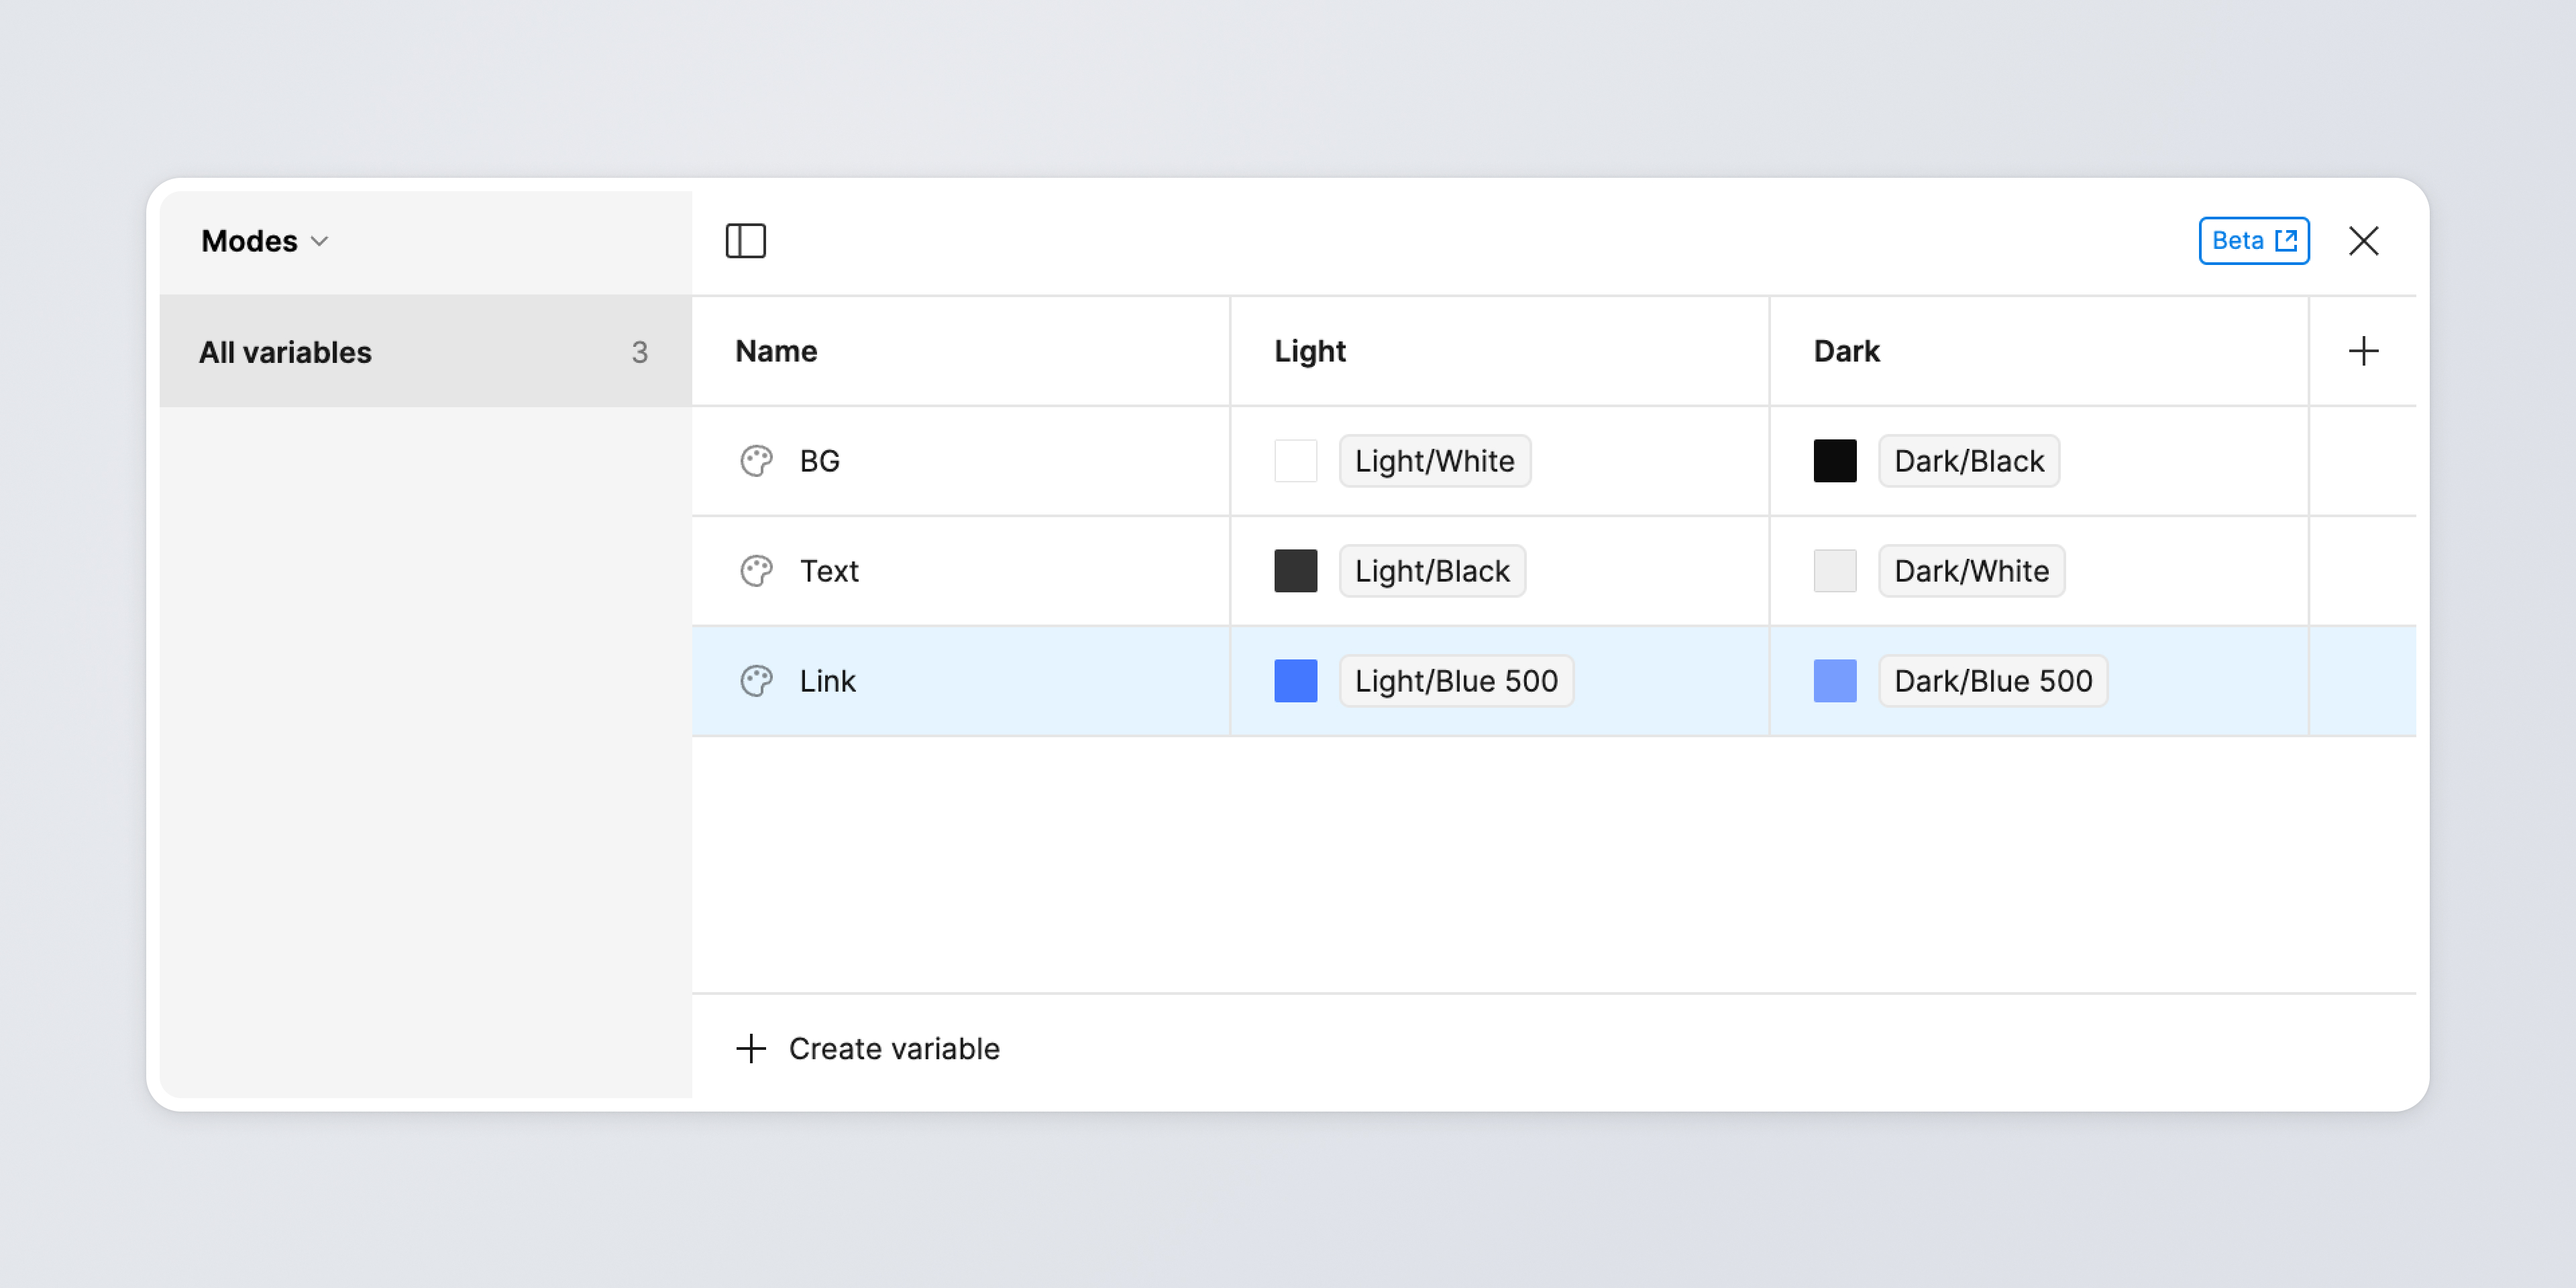 Modes
Beta
All variables 3
Name Light Dark
BG Light/White Dark/Black
Text Light/Black Dark/White
Link Light/Blue 500 Dark/Blue 500
Create variable